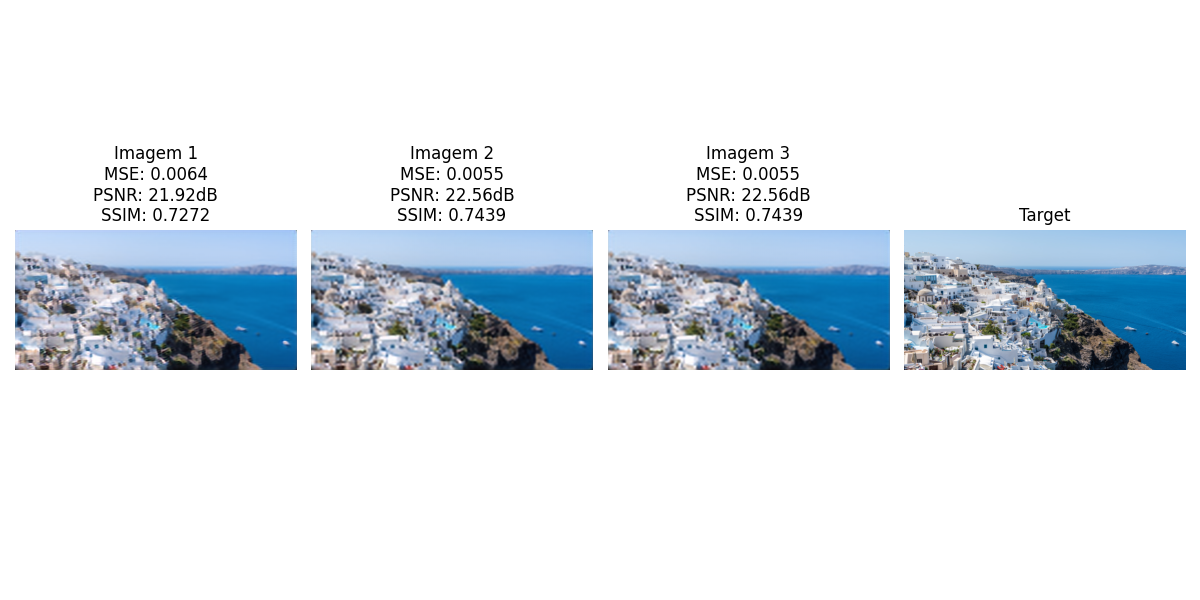 Imagem 1
MSE: 0.0064
PSNR: 21.92dB
SSIM: 0.7272
Imagem 2
MSE: 0.0055
PSNR: 22.56dB
SSIM: 0.7439
Imagem 3
MSE: 0.0055
PSNR: 22.56dB
SSIM: 0.7439
Target